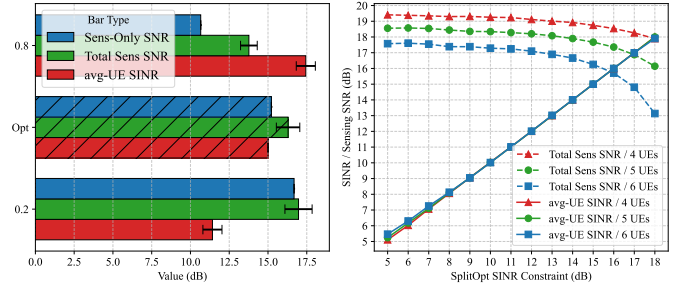 Bar Type
Sens-Only SNR
Total Sens SNR
avg-UE SINR
0.8
Opt
0.2
0.0 2.5 5.0 7.5 10.0 12.5 15.0 17.5
Value (dB)
SINR / Sensing SNR (dB)
20
19
18
17
16
15
14
13
12
11
10
9
8
7
6
5
Total Sens SNR / 4 UEs
Total Sens SNR / 5 UEs
Total Sens SNR / 6 UEs
avg-UE SINR / 4 UEs
avg-UE SINR / 5 UEs
avg-UE SINR / 6 UEs
5 6 7 8 9 10 11 12 13 14 15 16 17 18
SplitOpt SINR Constraint (dB)